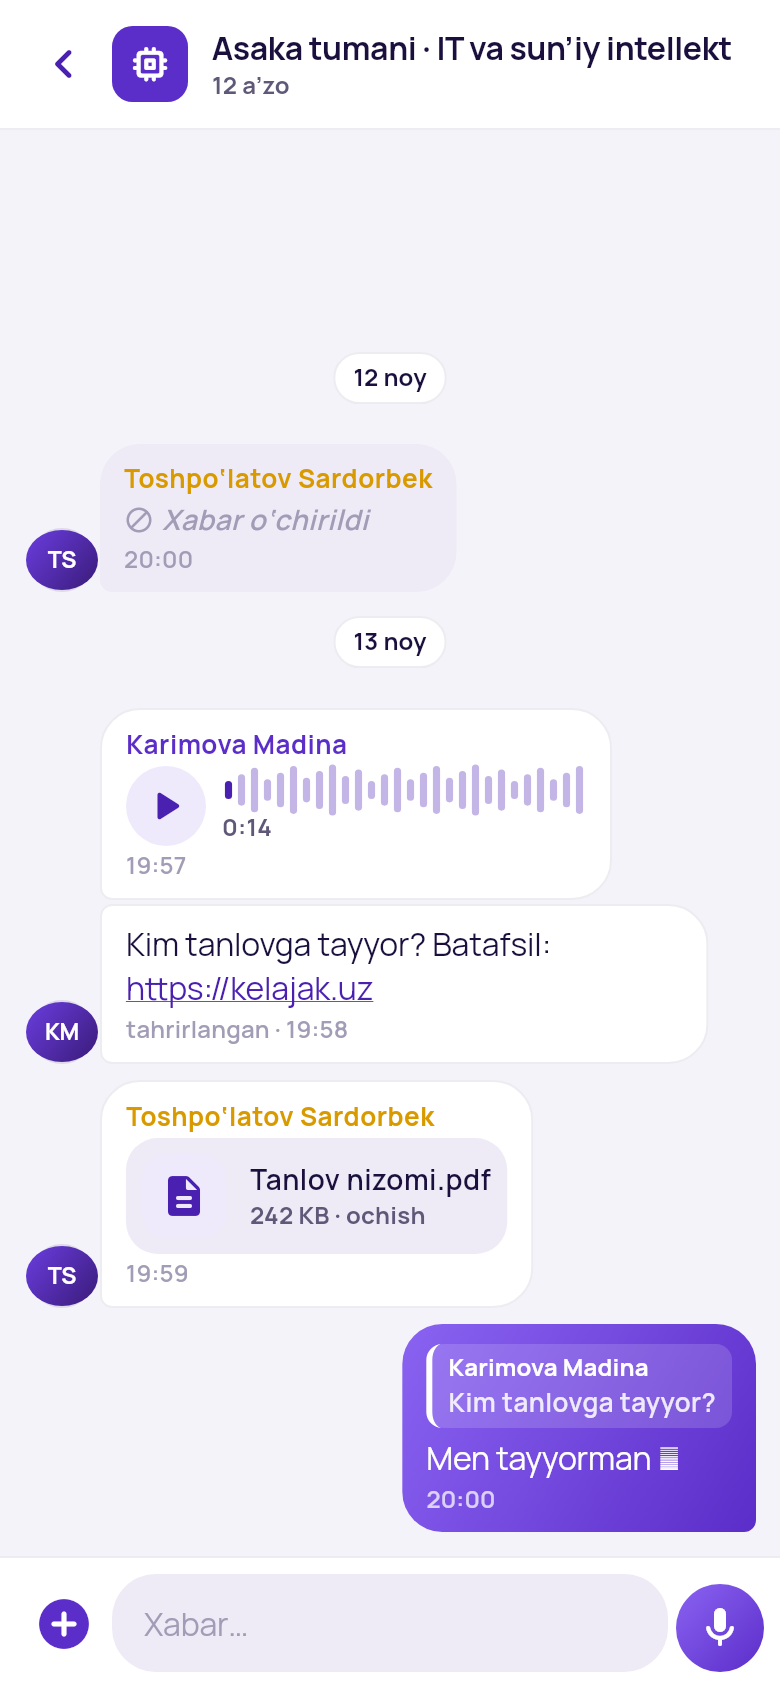 Asaka tumani · IT va sun’iy intellekt
12 a’zo
12 noy
Toshpo‘latov Sardorbek
Xabar o‘chirildi
TS
20:00
13 noy
Karimova Madina
0:14
19:57
Kim tanlovga tayyor? Batafsil:
https://kelajak.uz
KM
tahrirlangan · 19:58
Toshpo‘latov Sardorbek
Tanlov nizomi.pdf
242 KB · ochish
TS
19:59
Karimova Madina
Kim tanlovga tayyor?
Men tayyorman
20:00
Xabar…